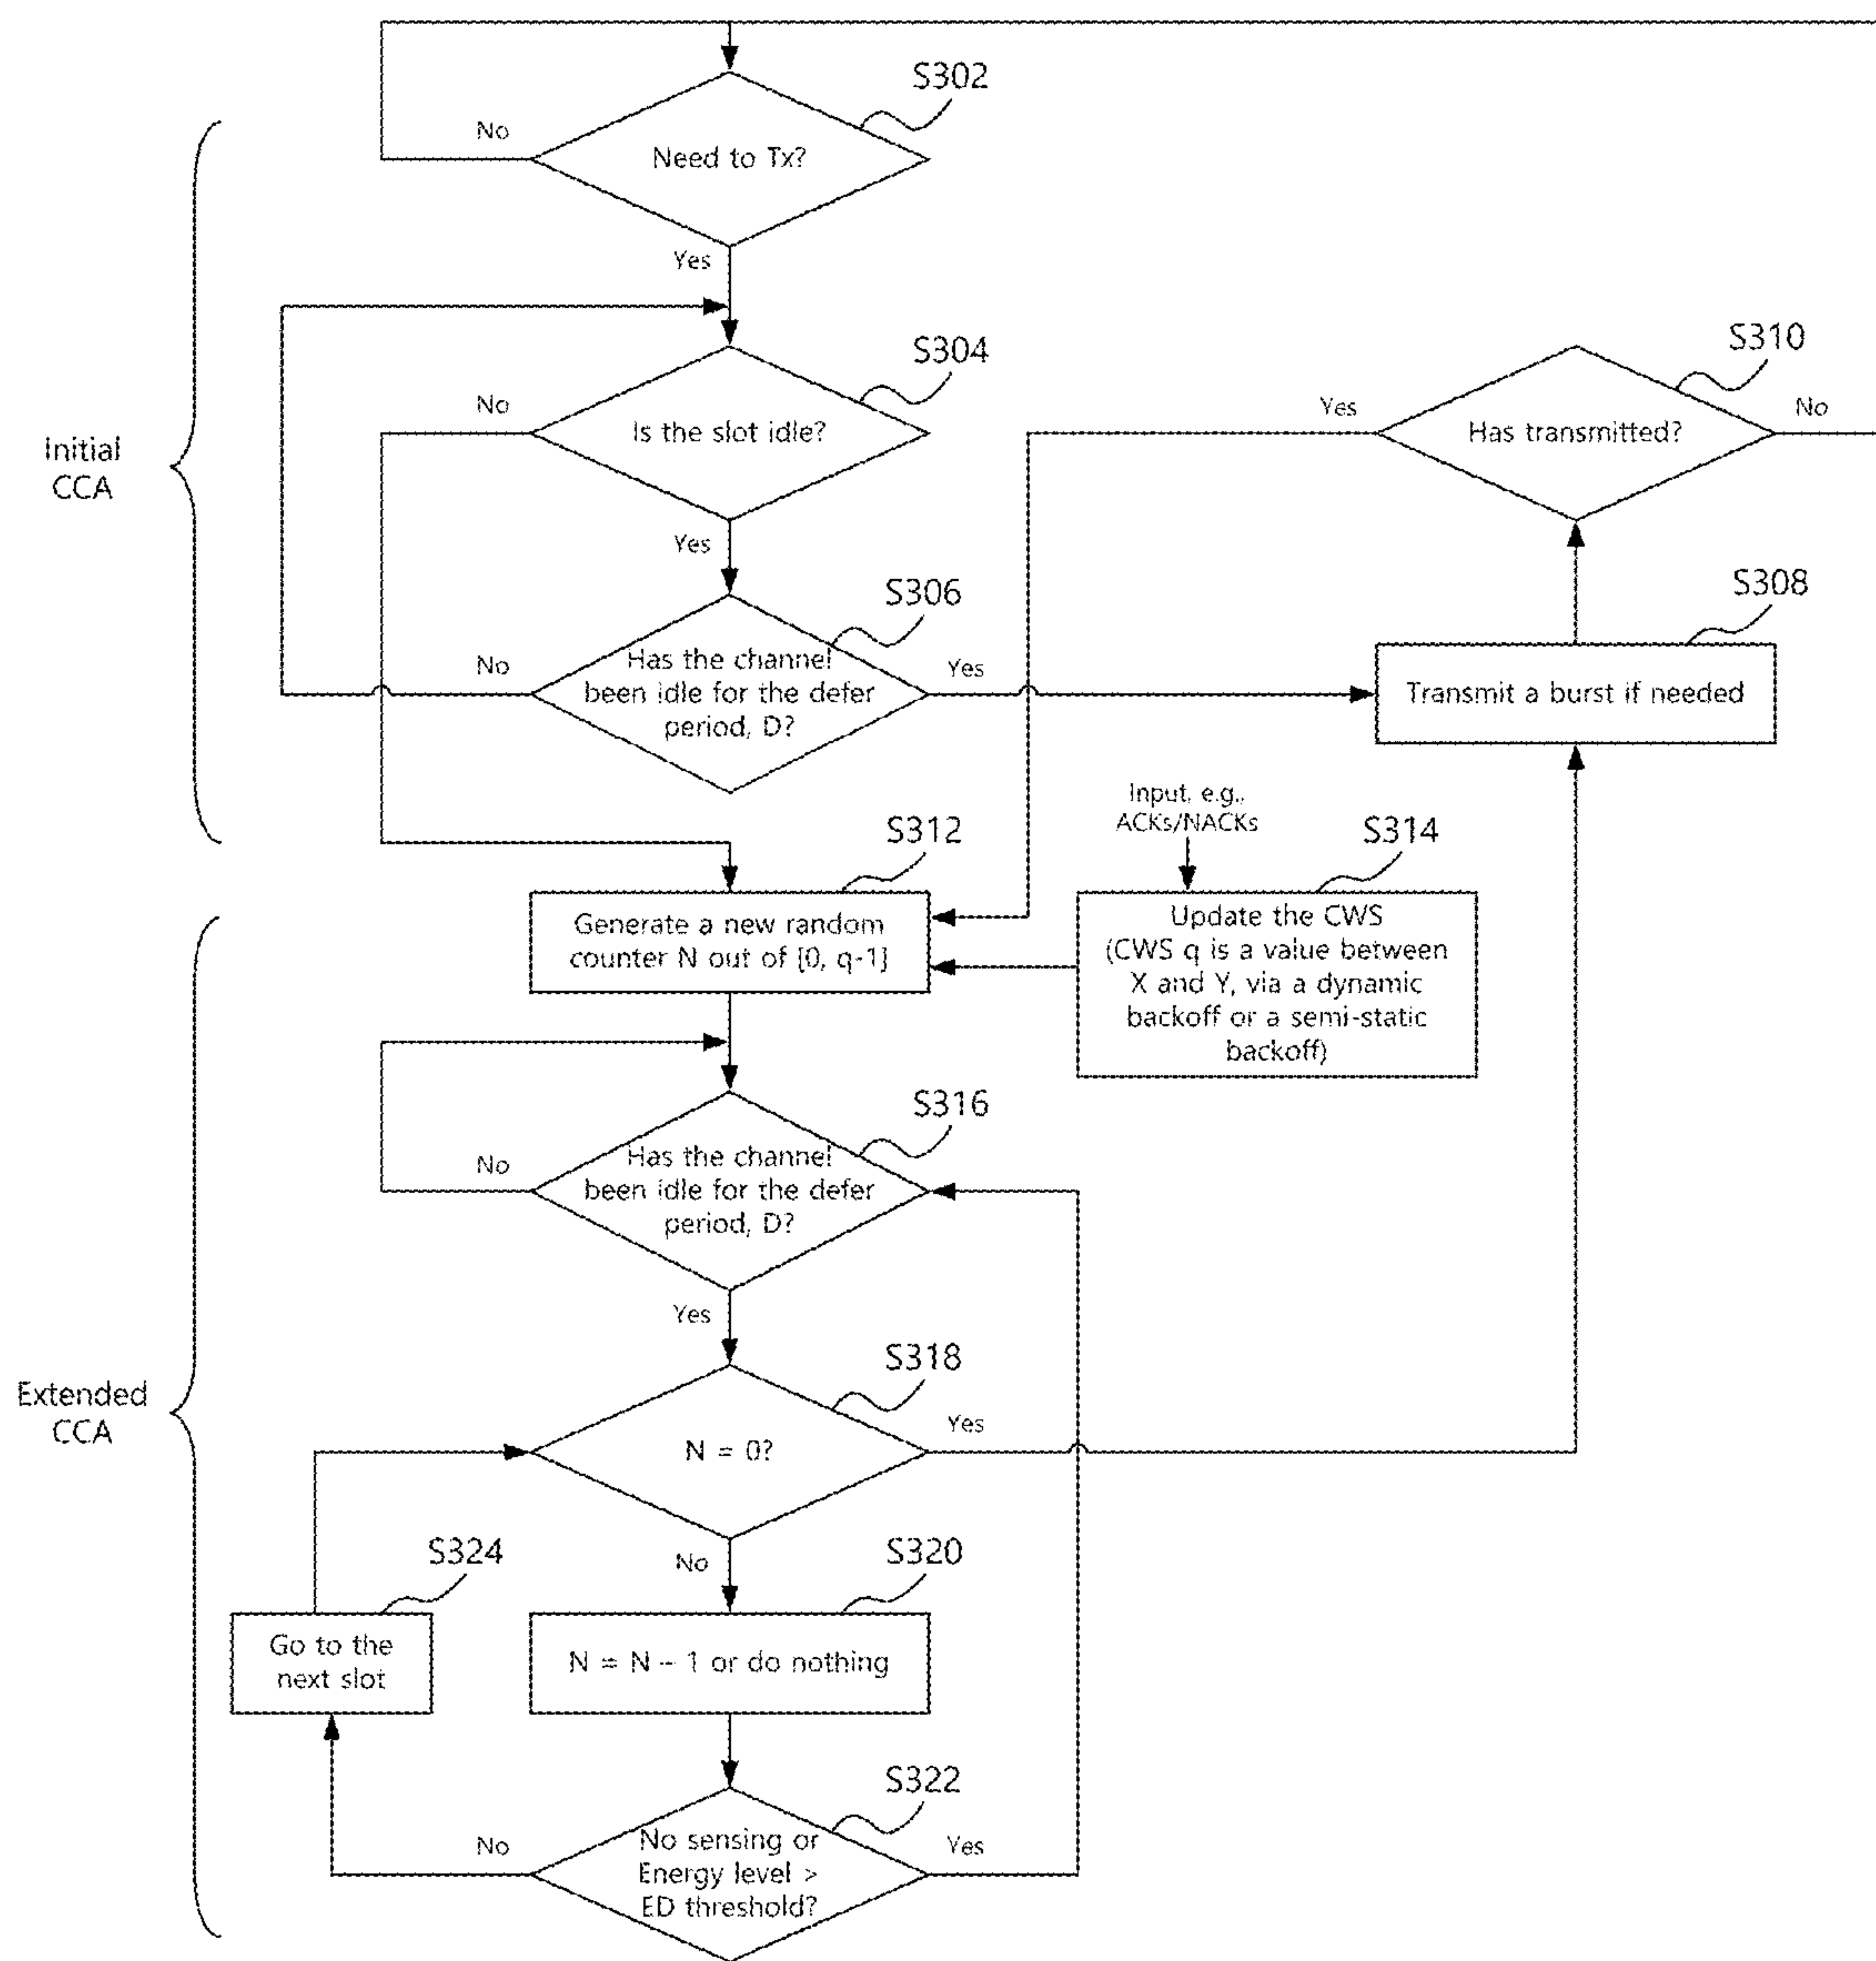 S302
No
Need to Tx?
Yes
S304
S310
No
Is the slot idle?
Yes
Has transmitted?
No
Initial
CCA
Yes
S306
S308
No
Has the channel
been idle for the defer
period, D?
Yes
Transmit a burst if needed
Input, e.g.,
ACKs/NACKs
S312
S314
Generate a new random
counter N out of [0, q-1]
Update the CWS
(CWS q is a value between
X and Y, via a dynamic
backoff or a semi-static
backoff)
S316
No
Has the channel
been idle for the defer
period, D?
Yes
S318
Extended
CCA
N = 0?
Yes
No
S324
S320
Go to the
next slot
N = N - 1 or do nothing
S322
No
No sensing or
Energy level >
ED threshold?
Yes